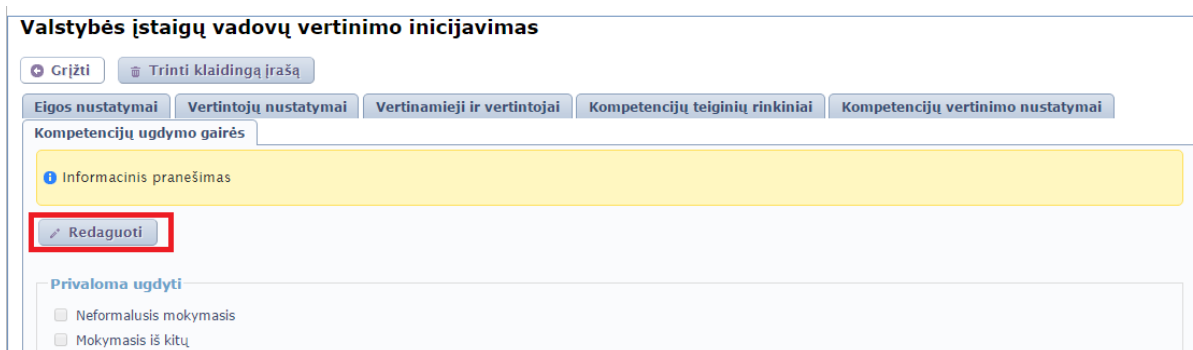 Valstybės įstaigų vadovų vertinimo inicijavimas
Grįžti Trinti klaidingą įrašą
Eigos nustatymai Vertintojų nustatymai Vertinamieji ir vertintojai Kompetencijų teiginių rinkiniai Kompetencijų vertinimo nustatymai
Kompetencijų ugdymo gairės
Informacinis pranešimas
Redaguoti
Privaloma ugdyti
Neformalusis mokymasis
Mokymasis iš kitų